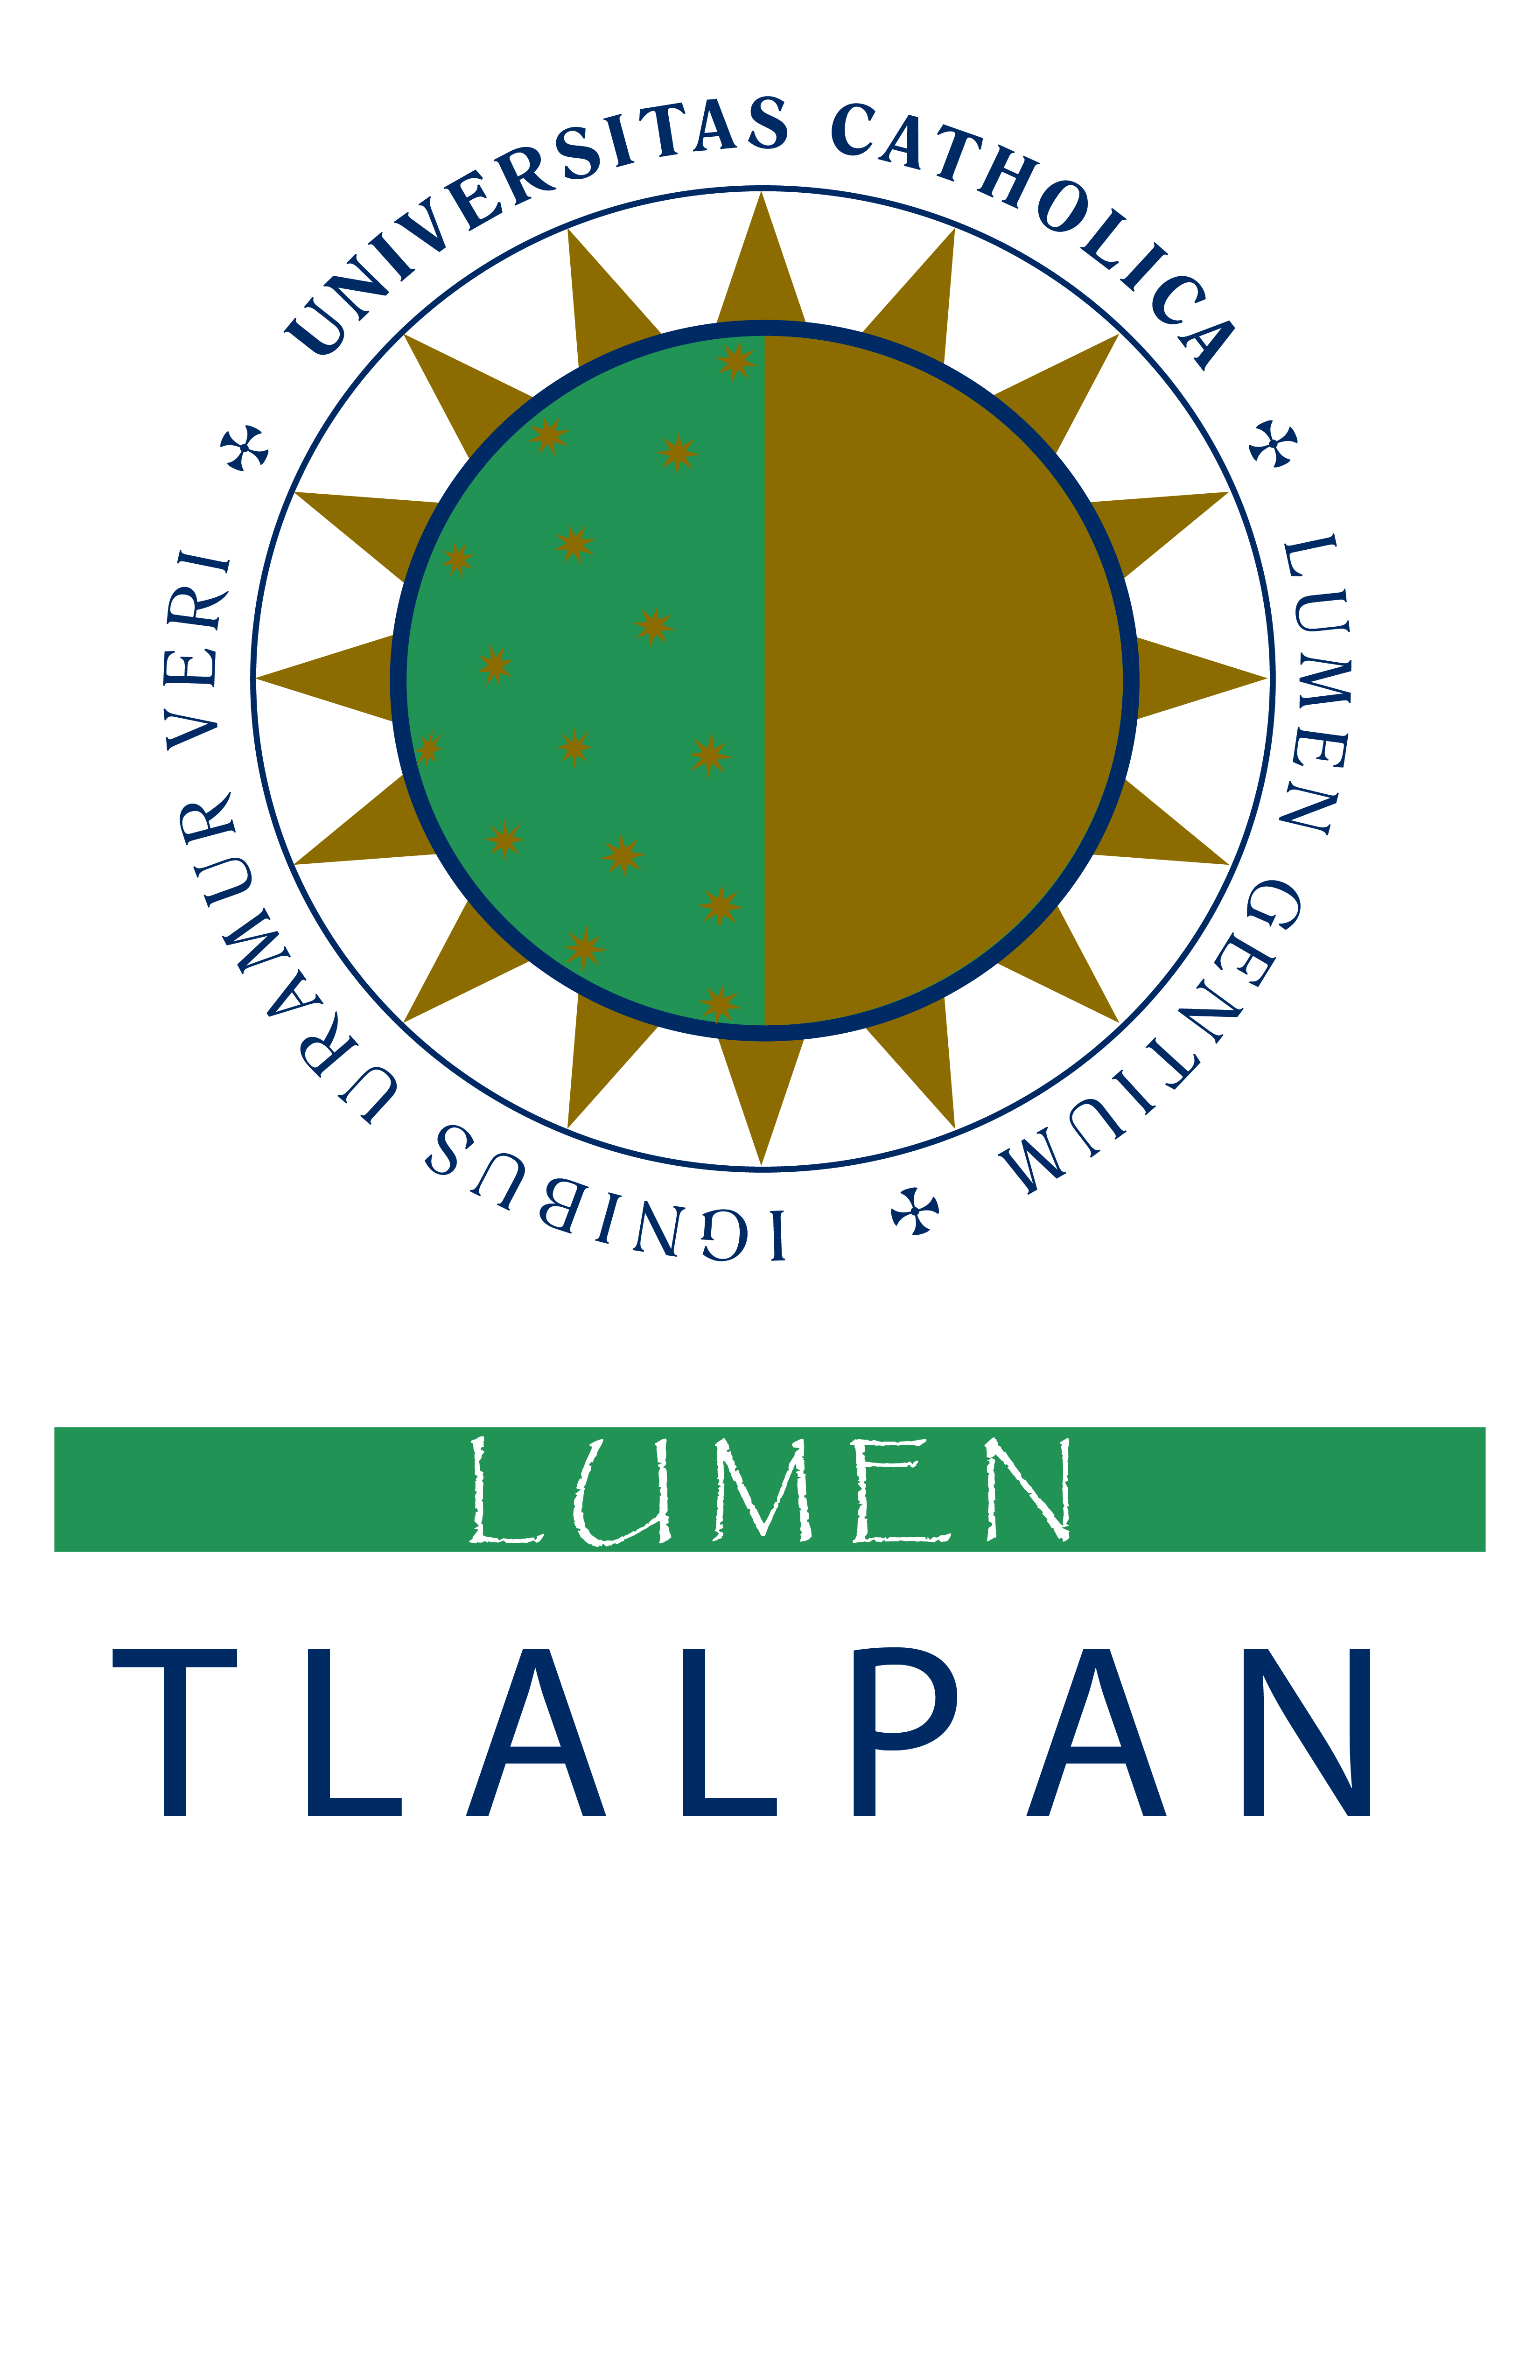 UNIVERSITAS CATHOLICA
LUMEN GENTIUM
IGNIBUS URAMUR VERI
LUMEN
TLALPAN